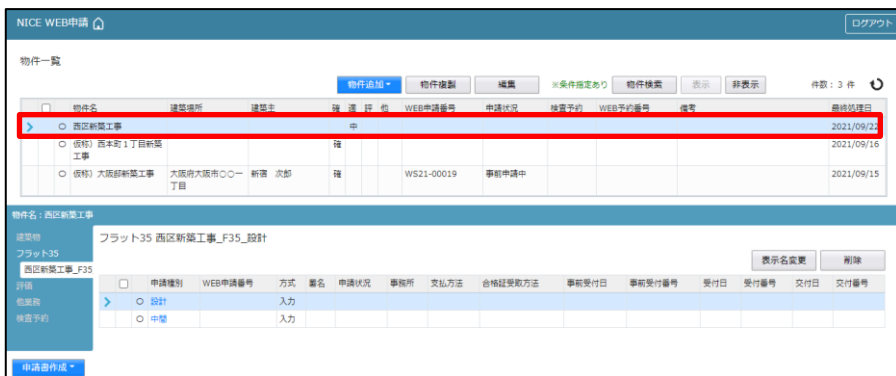 NICE WEB申請 ログアウト
物件一覧
物件追加 物件複製 編集 ※条件指定あり 物件検索 表示 非表示 件数: 3 件
物件名 建築場所 建築主 確 適 評 他 WEB申請番号 申請状況 検査予約 WEB予約番号 備考 最終処理日
西区新築工事 中 2021/09/22
仮称）西本町１丁目新築 確 2021/09/16
工事
仮称）大阪邸新築工事 大阪府大阪市○○一 新宿 次郎 確 WS21-00019 事前申請中 2021/09/15
丁目
物件名：西区新築工事
建築物
フラット35 西区新築工事_F35_設計
フラット35
表示名変更 削除
西区新築工事_F35
評価
申請種別 WEB申請番号 方式 署名 申請状況 事務所 支払方法 合格証受取方法 事前受付日 事前受付番号 受付日 受付番号 交付日 交付番号
他業務
設計 入力
検査予約
中間 入力
申請書作成